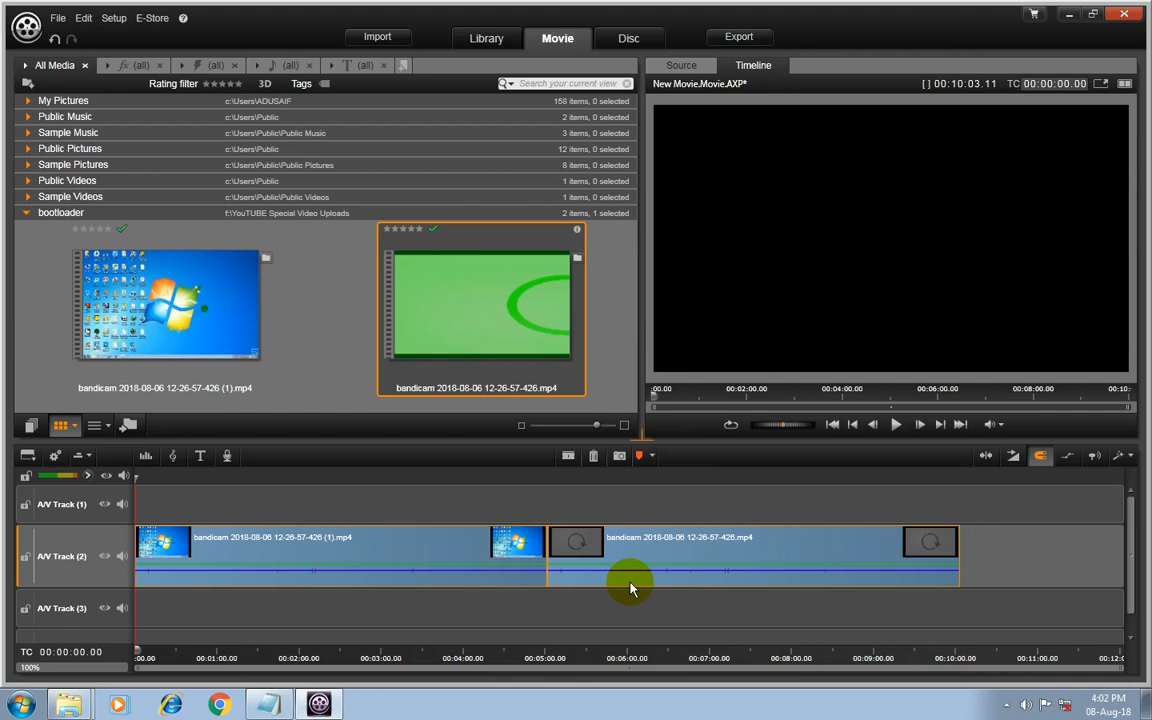 File Edit Setup E-Store
Import Library Movie Disc Export
All Media (all) (all) (all) T (all)
Source Timeline
Rating filter 3D Tags Search your current view
New Movie.Movie.AXP* [ ] 00:10:03.11 TC 00:00:00.00
My Pictures c:\Users\ADUSAIF 158 items, 0 selected
Public Music c:\Users\Public 2 items, 0 selected
Sample Music c:\Users\Public\Public Music 3 items, 0 selected
Public Pictures c:\Users\Public 12 items, 0 selected
Sample Pictures c:\Users\Public\Public Pictures 8 items, 0 selected
Public Videos c:\Users\Public 1 items, 0 selected
Sample Videos c:\Users\Public\Public Videos 1 items, 0 selected
bootloader f:\YouTUBE Special Video Uploads 2 items, 1 selected
bandicam 2018-08-06 12-26-57-426 (1).mp4 bandicam 2018-08-06 12-26-57-426.mp4
:00.00 00:02:00.00 00:04:00.00 00:06:00.00 00:08:00.00 00:10:
A/V Track (1)
bandicam 2018-08-06 12-26-57-426 (1).mp4 bandicam 2018-08-06 12-26-57-426.mp4
A/V Track (2)
A/V Track (3)
TC 00:00:00.00 :00.00 00:01:00.00 00:02:00.00 00:03:00.00 00:04:00.00 00:05:00.00 00:06:00.00 00:07:00.00 00:08:00.00 00:09:00.00 00:10:00.00 00:11:00.00 00:12:0
100%
4:02 PM
08-Aug-18